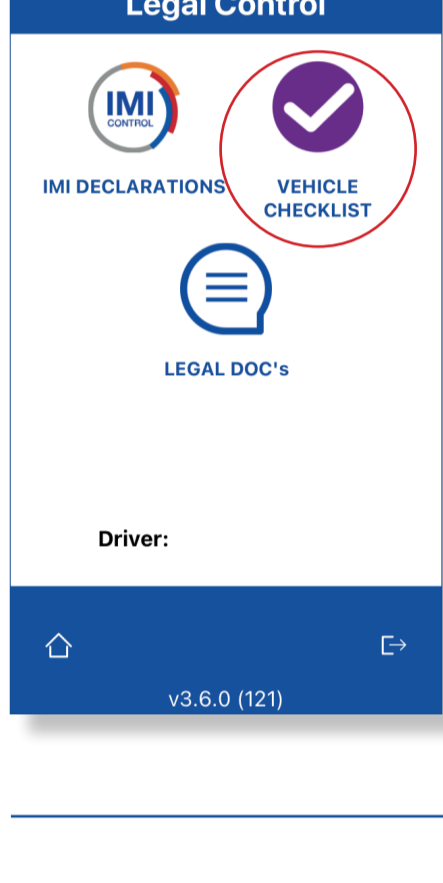 Legal Control
IMI
CONTROL
IMI DECLARATIONS
VEHICLE
CHECKLIST
LEGAL DOC's
Driver:
v3.6.0 (121)